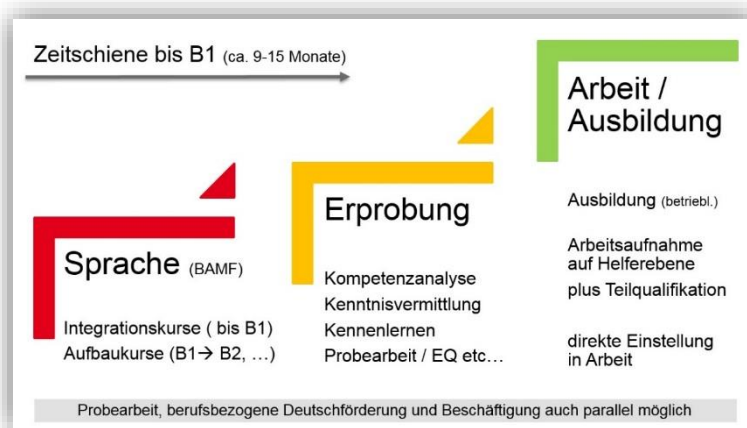 Zeitschiene bis B1 (ca. 9-15 Monate)
Sprache (BAMF)
Integrationskurse ( bis B1)
Aufbaukurse (B1→ B2, ...)
Erprobung
Kompetenzanalyse
Kenntnisvermittlung
Kennenlernen
Probearbeit / EQ etc...
Arbeit /
Ausbildung
Ausbildung (betriebl.)
Arbeitsaufnahme
auf Helferebene
plus Teilqualifikation
direkte Einstellung
in Arbeit
Probearbeit, berufsbezogene Deutschförderung und Beschäftigung auch parallel möglich